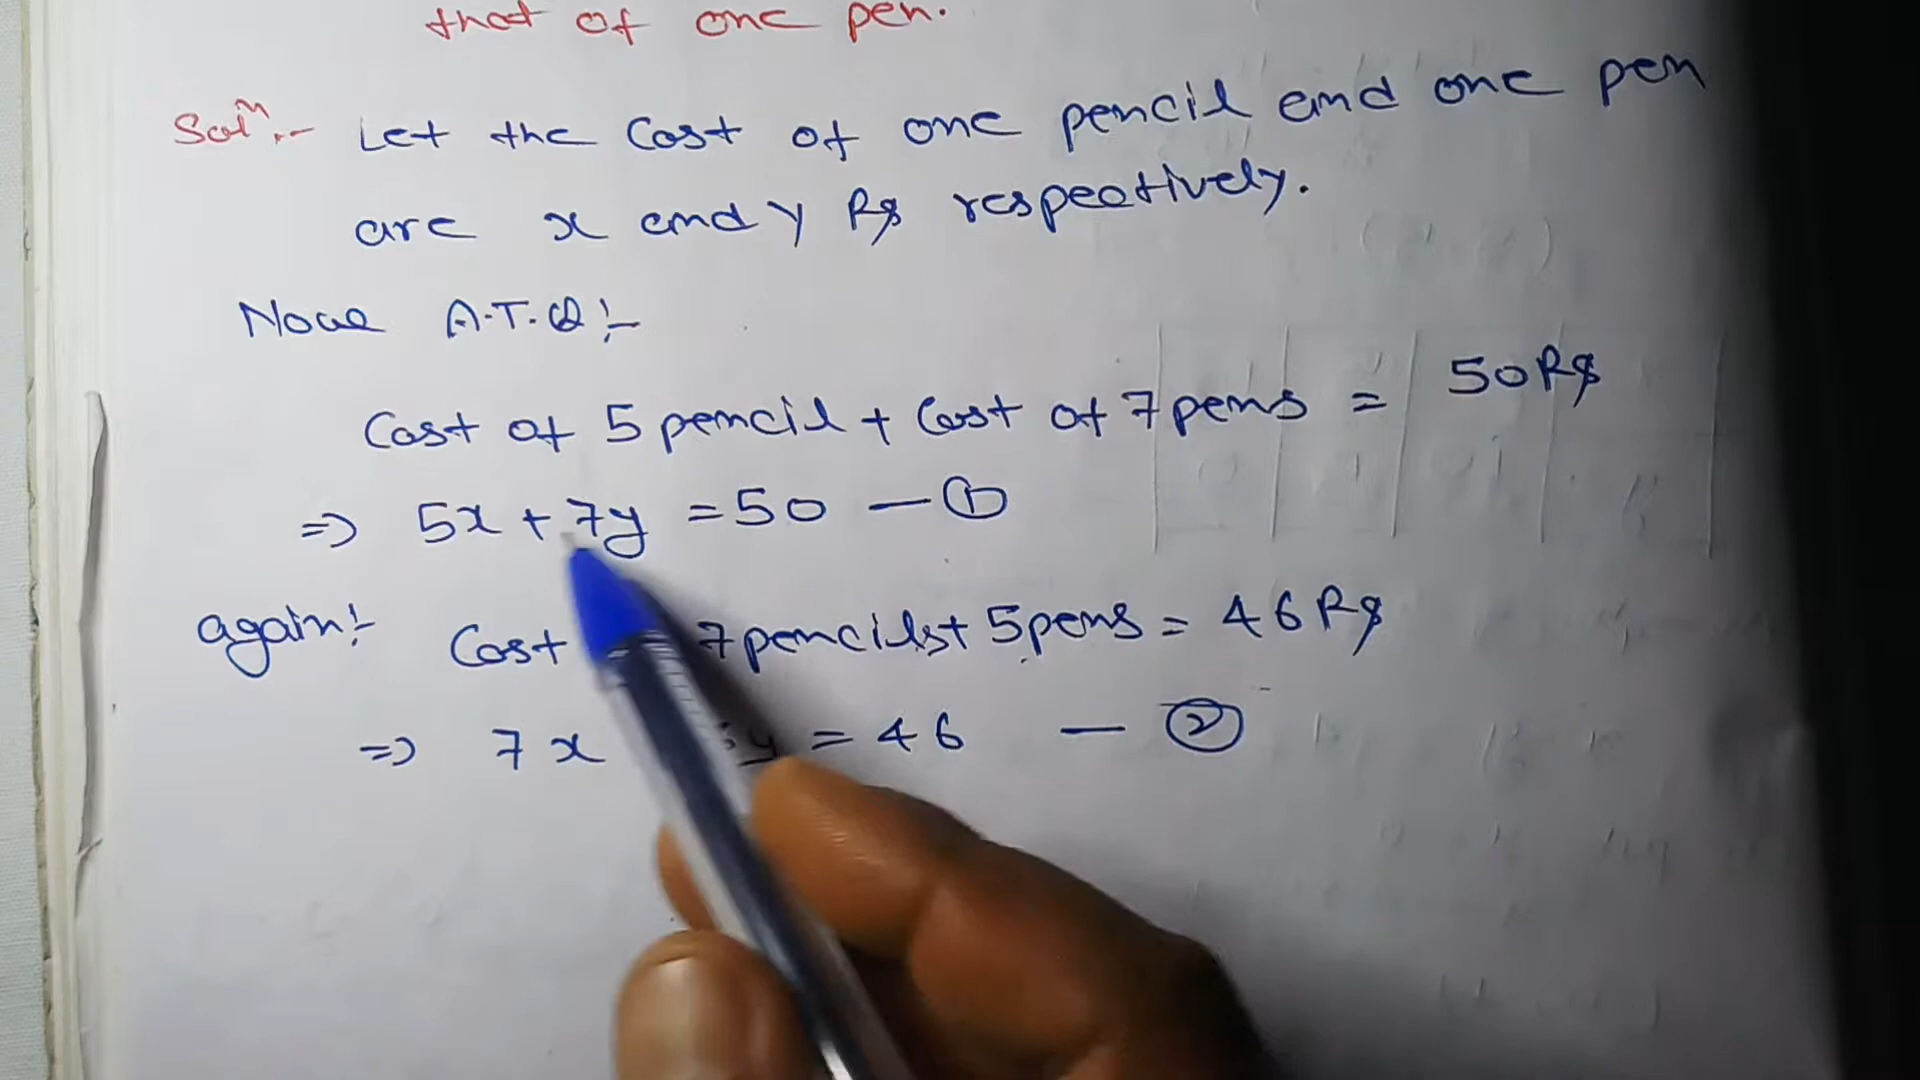 that of one pen.
Solⁿ:- Let the Cost of one pencil and one pen
are x and y Rs respectively.
Now A.T.Q:-
Cost of 5 pencil + Cost of 7 pens = 50 Rs
=> 5x + 7y = 50 — ①
again:- Cost 7 pencils + 5 pens = 46 Rs
=> 7x 5y = 46 — ②